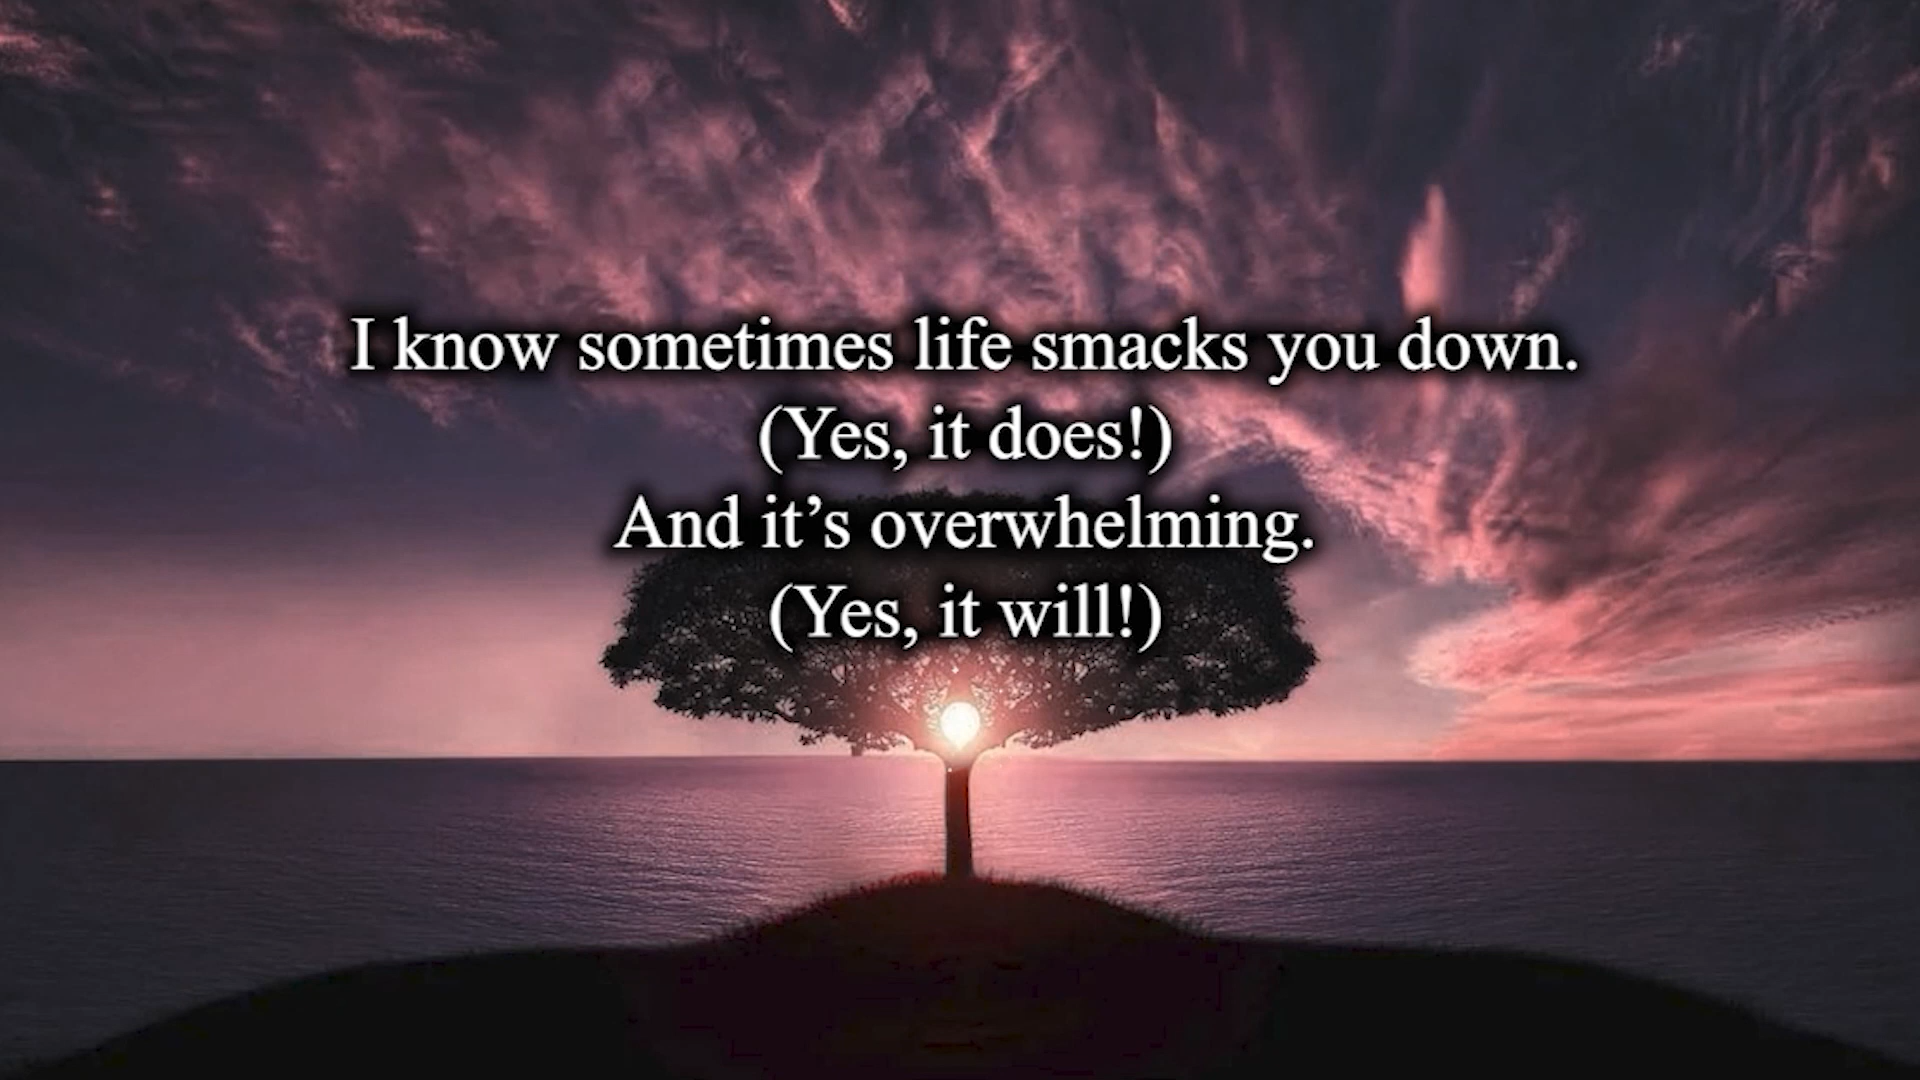 I know sometimes life smacks you down.
(Yes, it does!)
And it’s overwhelming.
(Yes, it will!)